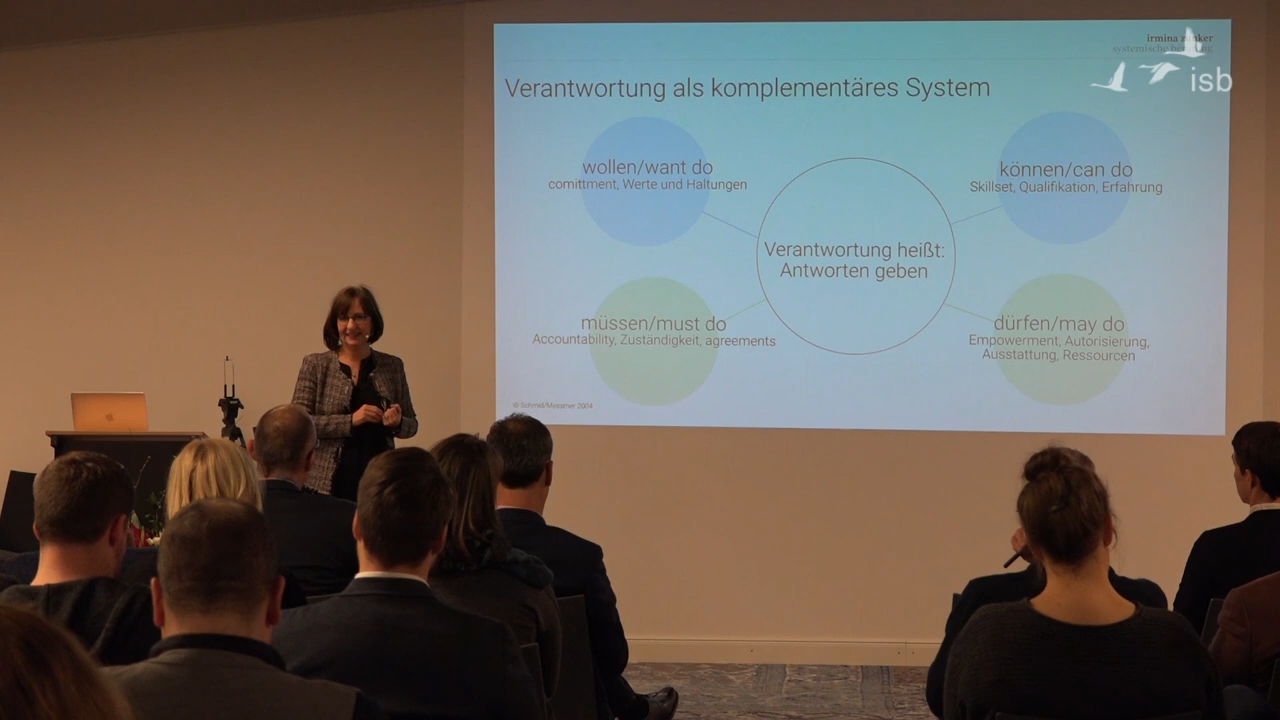 irmina zunker
systemische beratung
isb
Verantwortung als komplementäres System
wollen/want do
comittment, Werte und Haltungen
können/can do
Skillset, Qualifikation, Erfahrung
Verantwortung heißt:
Antworten geben
müssen/must do
Accountability, Zuständigkeit, agreements
dürfen/may do
Empowerment, Autorisierung,
Ausstattung, Ressourcen
© Schmid/Messmer 2004